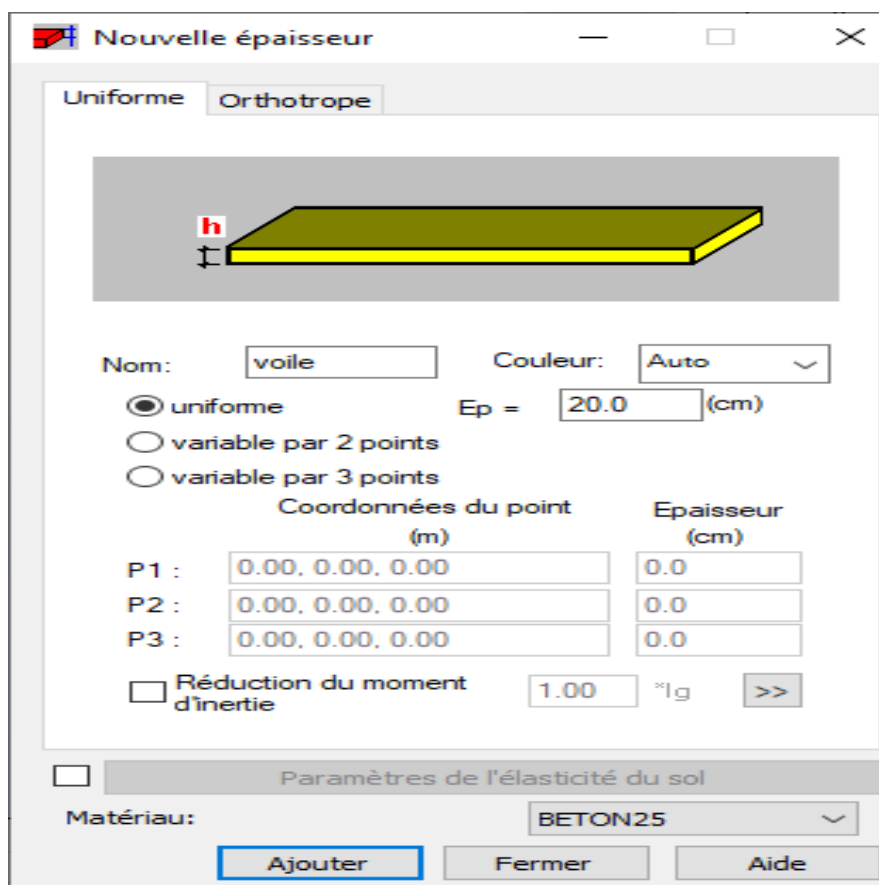 Nouvelle épaisseur
Uniforme Orthotrope
h
Nom: voile Couleur: Auto
uniforme Ep = 20.0 (cm)
variable par 2 points
variable par 3 points
Coordonnées du point Epaisseur
(m) (cm)
P1 : 0.00, 0.00, 0.00 0.0
P2 : 0.00, 0.00, 0.00 0.0
P3 : 0.00, 0.00, 0.00 0.0
Réduction du moment
d'inertie 1.00 *Ig >>
Paramètres de l'élasticité du sol
Matériau: BETON25
Ajouter Fermer Aide